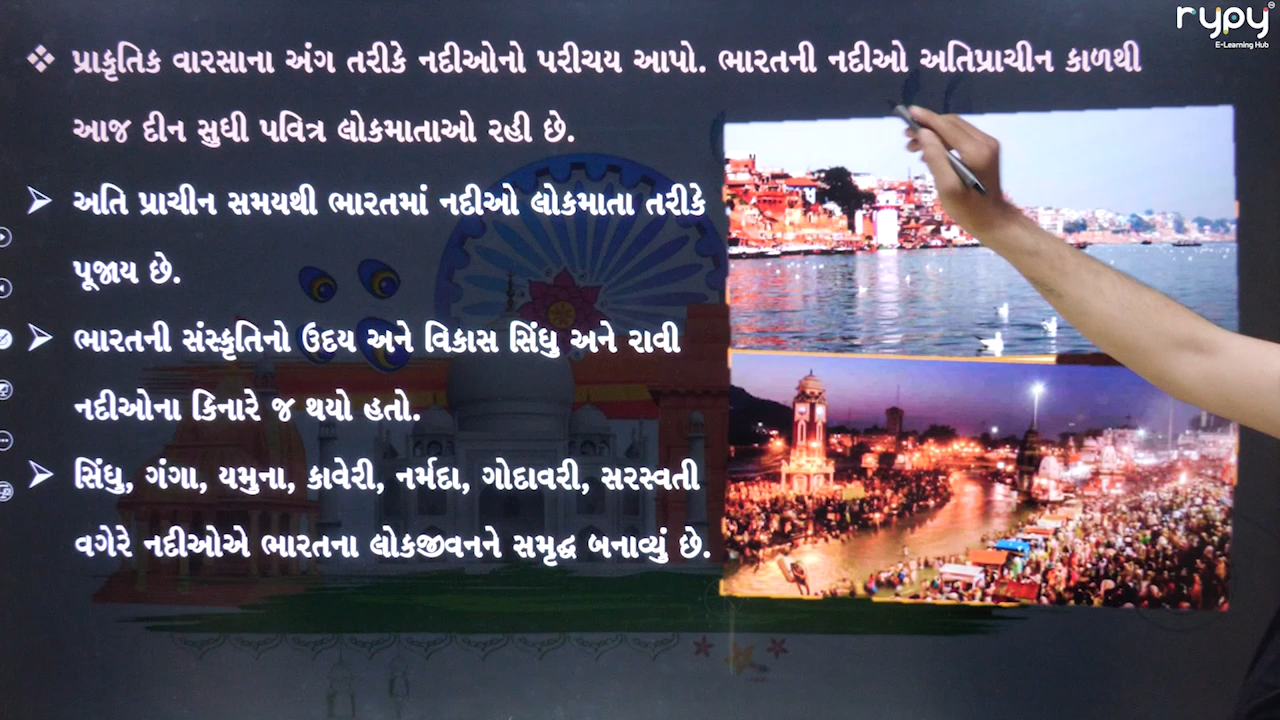 rypy
E-Learning Hub
❖ પ્રાકૃતિક વારસાના અંગ તરીકે નદીઓનો પરીચય આપો. ભારતની નદીઓ અતિપ્રાચીન કાળથી
આજ દીન સુધી પવિત્ર લોકમાતાઓ રહી છે.
➢ અતિ પ્રાચીન સમયથી ભારતમાં નદીઓ લોકમાતા તરીકે
પૂજાય છે.
➢ ભારતની સંસ્કૃતિનો ઉદય અને વિકાસ સિંધુ અને રાવી
નદીઓના કિનારે જ થયો હતો.
➢ સિંધુ, ગંગા, યમુના, કાવેરી, નર્મદા, ગોદાવરી, સરસ્વતી
વગેરે નદીઓએ ભારતના લોકજીવનને સમૃદ્ધ બનાવ્યું છે.